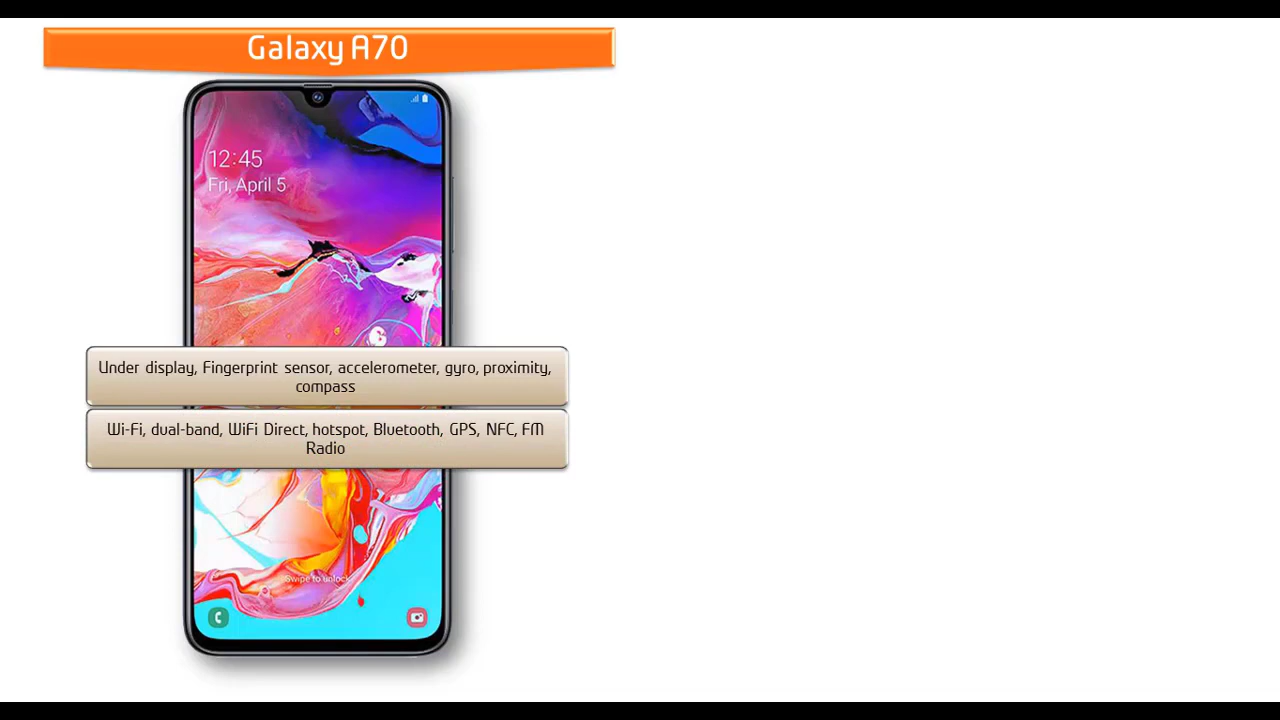 Galaxy A70
12:45
Fri, April 5
Under display, Fingerprint sensor, accelerometer, gyro, proximity,
compass
Wi-Fi, dual-band, WiFi Direct, hotspot, Bluetooth, GPS, NFC, FM
Radio
Swipe to unlock